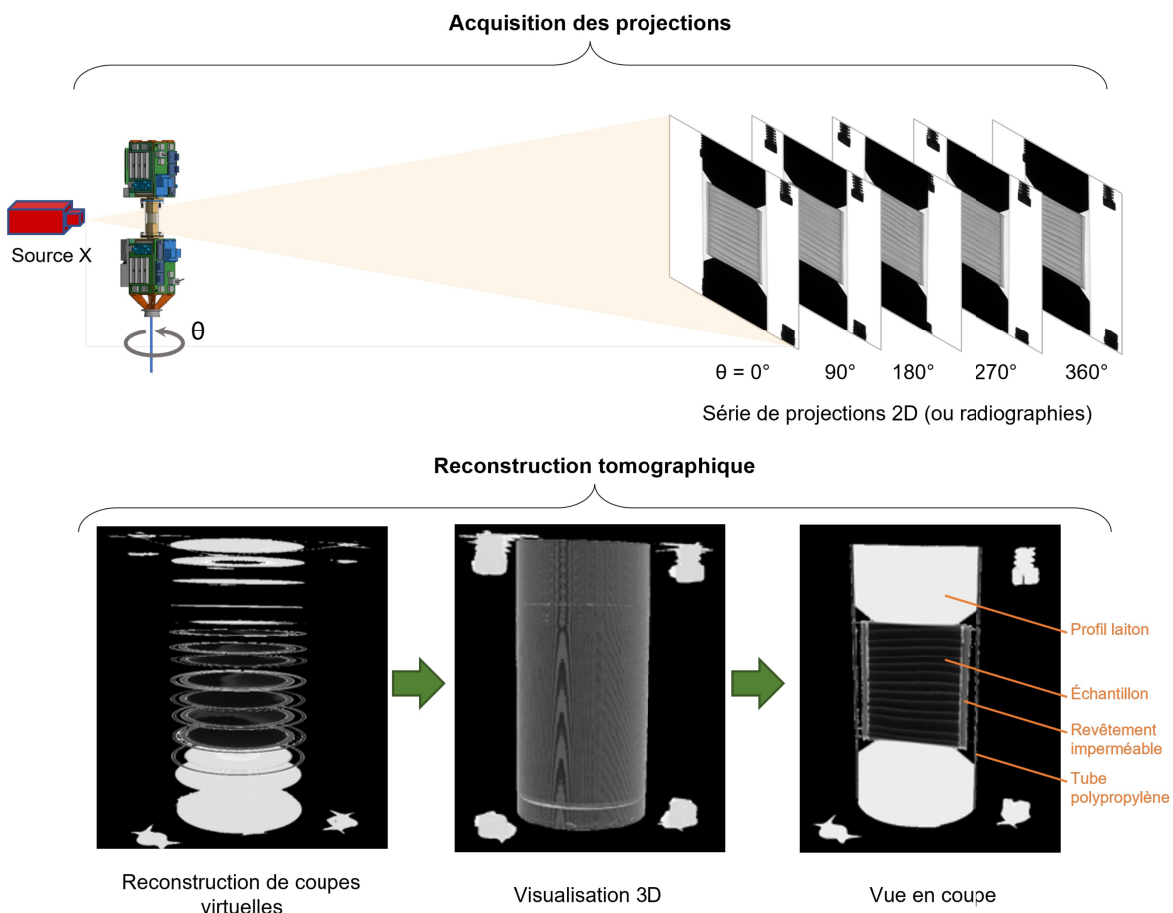 Acquisition des projections
Source X
θ
θ = 0°
90°
180°
270°
360°
Série de projections 2D (ou radiographies)
Reconstruction tomographique
Profil laiton
Échantillon
Revêtement
imperméable
Tube
polypropylène
Reconstruction de coupes
virtuelles
Visualisation 3D
Vue en coupe